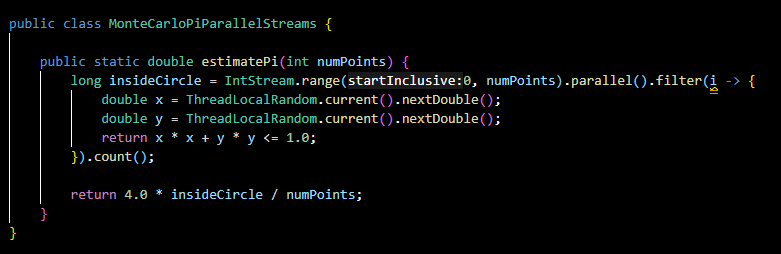 public class MonteCarloPiParallelStreams {
public static double estimatePi(int numPoints) {
long insideCircle = IntStream.range(startInclusive:0, numPoints).parallel().filter(i -> {
double x = ThreadLocalRandom.current().nextDouble();
double y = ThreadLocalRandom.current().nextDouble();
return x * x + y * y <= 1.0;
}).count();
return 4.0 * insideCircle / numPoints;
}
}